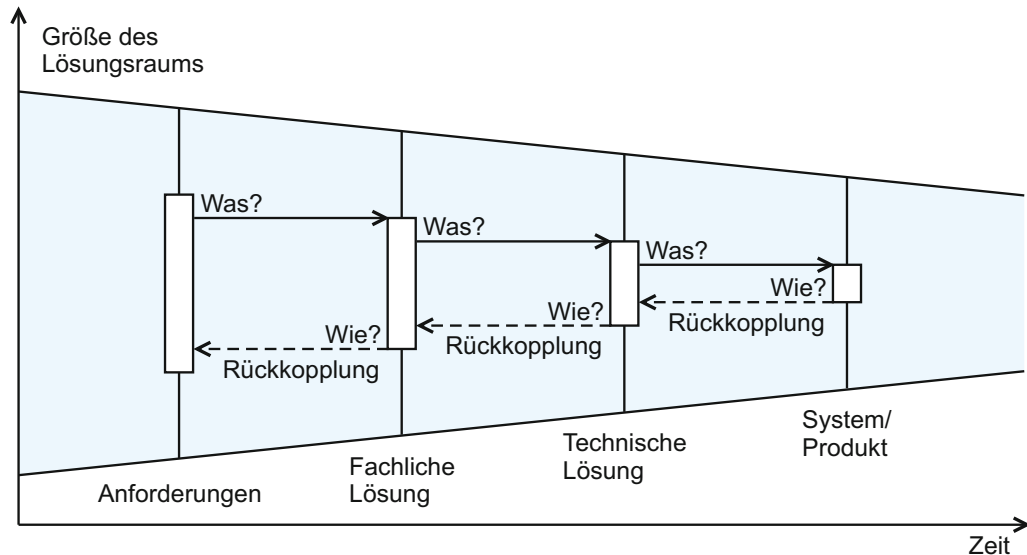 Größe des
Lösungsraums
Was?
Was?
Was?
Wie?
Rückkopplung
Wie?
Rückkopplung
Wie?
Rückkopplung
Anforderungen
Fachliche
Lösung
Technische
Lösung
System/
Produkt
Zeit